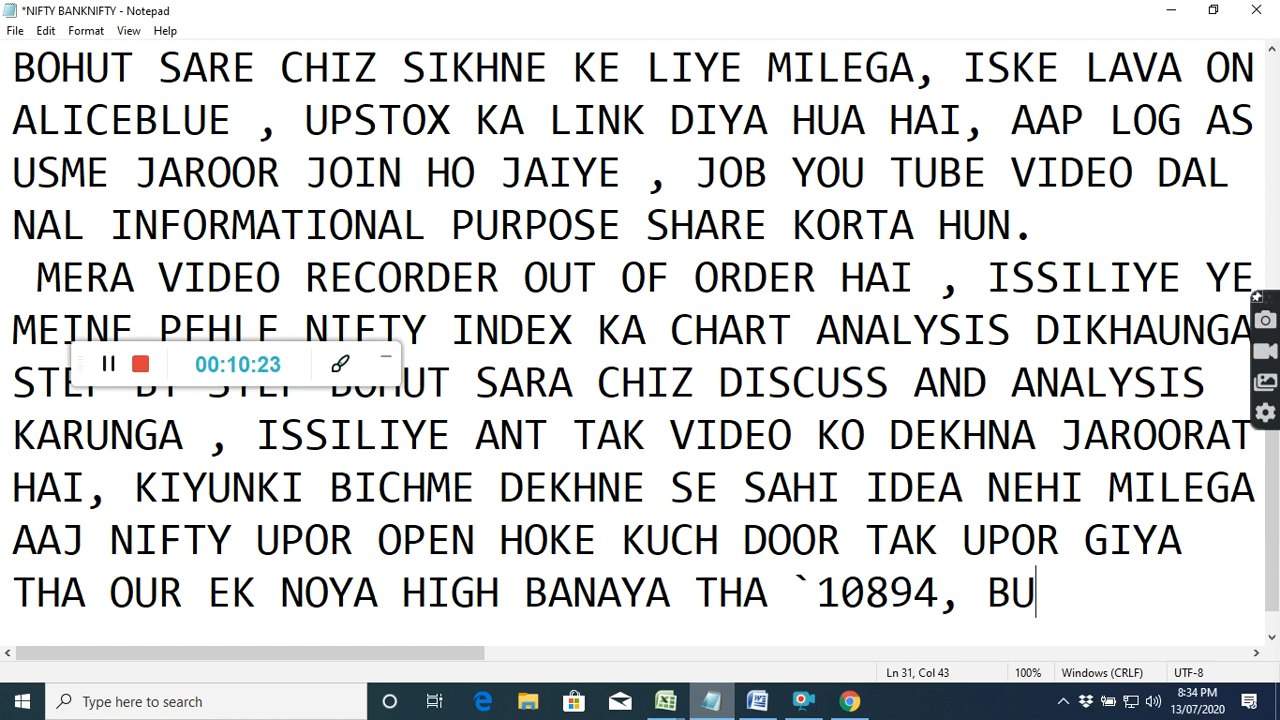 *NIFTY BANKNIFTY - Notepad
File Edit Format View Help
BOHUT SARE CHIZ SIKHNE KE LIYE MILEGA, ISKE LAVA ON
ALICEBLUE , UPSTOX KA LINK DIYA HUA HAI, AAP LOG AS
USME JAROOR JOIN HO JAIYE , JOB YOU TUBE VIDEO DAL
NAL INFORMATIONAL PURPOSE SHARE KORTA HUN.
MERA VIDEO RECORDER OUT OF ORDER HAI , ISSILIYE YE
MEINE PEHLE NIFTY INDEX KA CHART ANALYSIS DIKHAUNGA
00:10:23
STEP BY STEP BOHUT SARA CHIZ DISCUSS AND ANALYSIS
KARUNGA , ISSILIYE ANT TAK VIDEO KO DEKHNA JAROORAT
HAI, KIYUNKI BICHME DEKHNE SE SAHI IDEA NEHI MILEGA
AAJ NIFTY UPOR OPEN HOKE KUCH DOOR TAK UPOR GIYA
THA OUR EK NOYA HIGH BANAYA THA `10894, BU
Ln 31, Col 43 100% Windows (CRLF) UTF-8
Type here to search
8:34 PM
13/07/2020